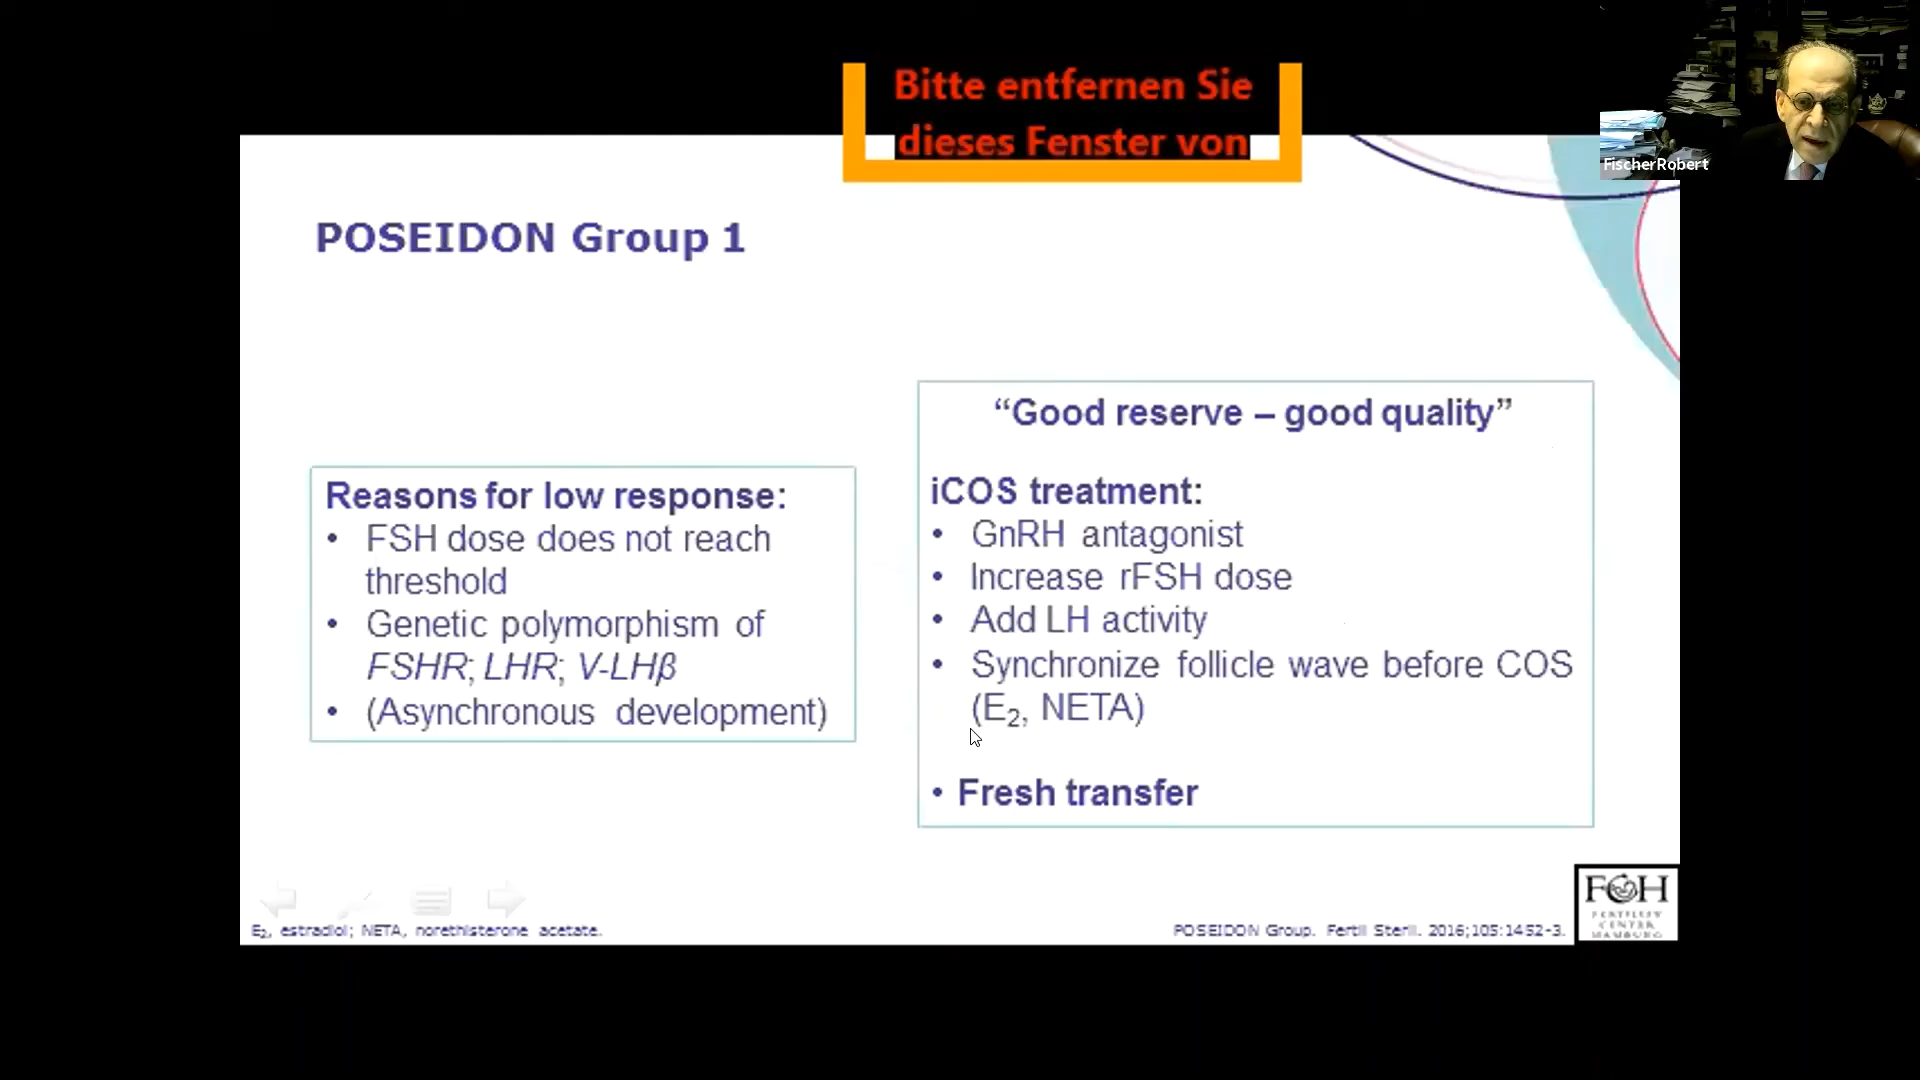 Bitte entfernen Sie
dieses Fenster von
FischerRobert
POSEIDON Group 1
Reasons for low response:
• FSH dose does not reach
threshold
• Genetic polymorphism of
FSHR; LHR; V-LHβ
• (Asynchronous development)
“Good reserve – good quality”
iCOS treatment:
• GnRH antagonist
• Increase rFSH dose
• Add LH activity
• Synchronize follicle wave before COS
(E₂, NETA)
• Fresh transfer
E₂, estradiol; NETA, norethisterone acetate.
POSEIDON Group. Fertil Steril. 2016;105:1452-3.
FCH
FERTILITY
CENTER
HAMBURG